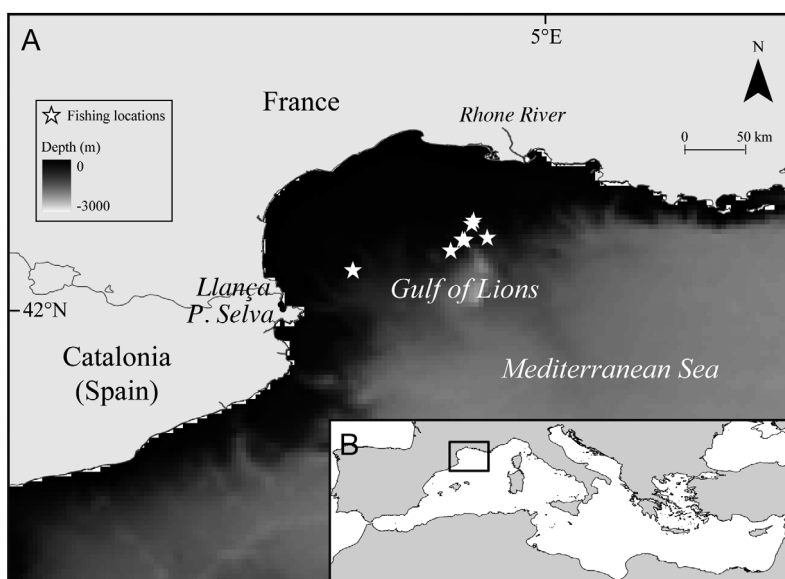 A
5°E
N
France
Rhone River
0 50 km
Fishing locations
Depth (m)
0
-3000
Llança
P. Selva
Gulf of Lions
42°N
Catalonia
(Spain)
Mediterranean Sea
B